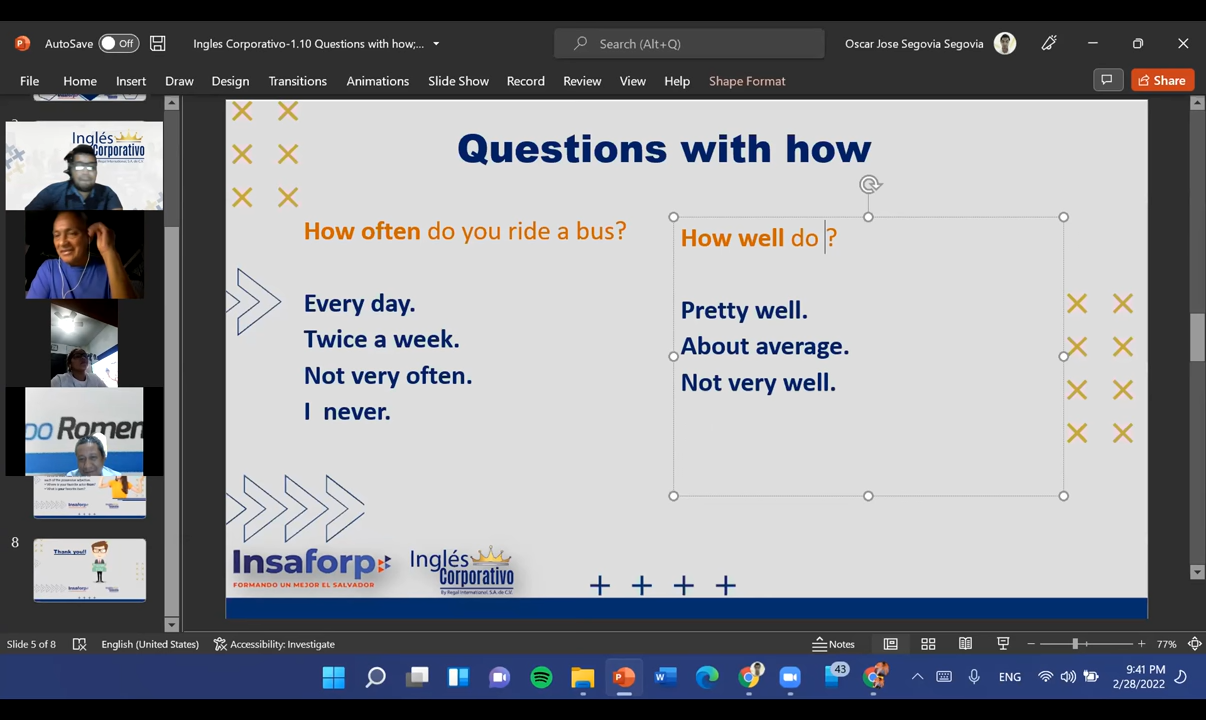 AutoSave Off Ingles Corporativo-1.10 Questions with how;... Search (Alt+Q) Oscar Jose Segovia Segovia
File Home Insert Draw Design Transitions Animations Slide Show Record Review View Help Shape Format Share
Inglés
Corporativo
Romen
Thank you!!
8
Questions with how
How often do you ride a bus?
Every day.
Twice a week.
Not very often.
I never.
How well do ?
Pretty well.
About average.
Not very well.
Insaforp
FORMANDO UN MEJOR EL SALVADOR
Inglés
Corporativo
By Regal International S.A. de C.V.
Slide 5 of 8 English (United States) Accessibility: Investigate Notes 77%
43 ENG 9:41 PM
2/28/2022